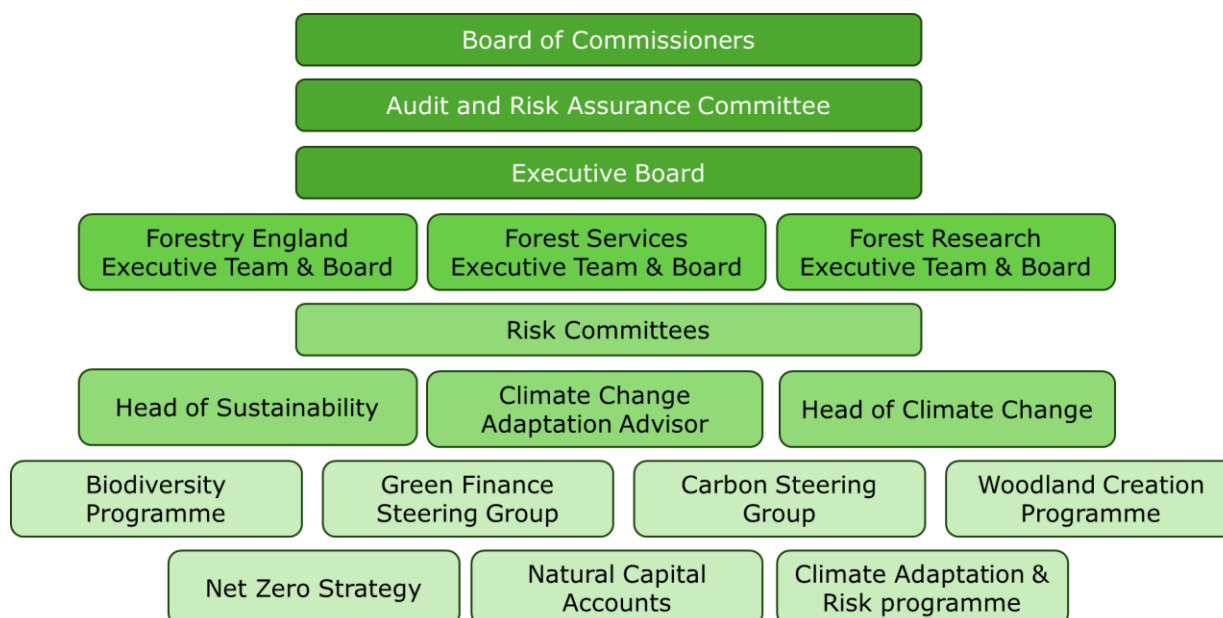 Board of Commissioners
Audit and Risk Assurance Committee
Executive Board
Forestry England
Executive Team & Board
Forest Services
Executive Team & Board
Forest Research
Executive Team & Board
Risk Committees
Head of Sustainability
Climate Change
Adaptation Advisor
Head of Climate Change
Biodiversity
Programme
Green Finance
Steering Group
Carbon Steering
Group
Woodland Creation
Programme
Net Zero Strategy
Natural Capital
Accounts
Climate Adaptation &
Risk programme